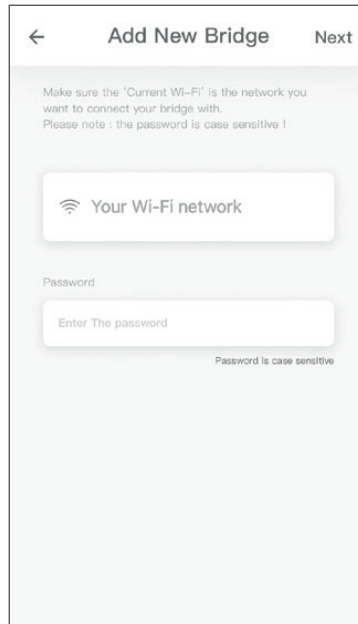 Add New Bridge Next
Make sure the 'Current Wi-Fi' is the network you
want to connect your bridge with.
Please note : the password is case sensitive !
Your Wi-Fi network
Password
Enter The password
Password is case sensitive